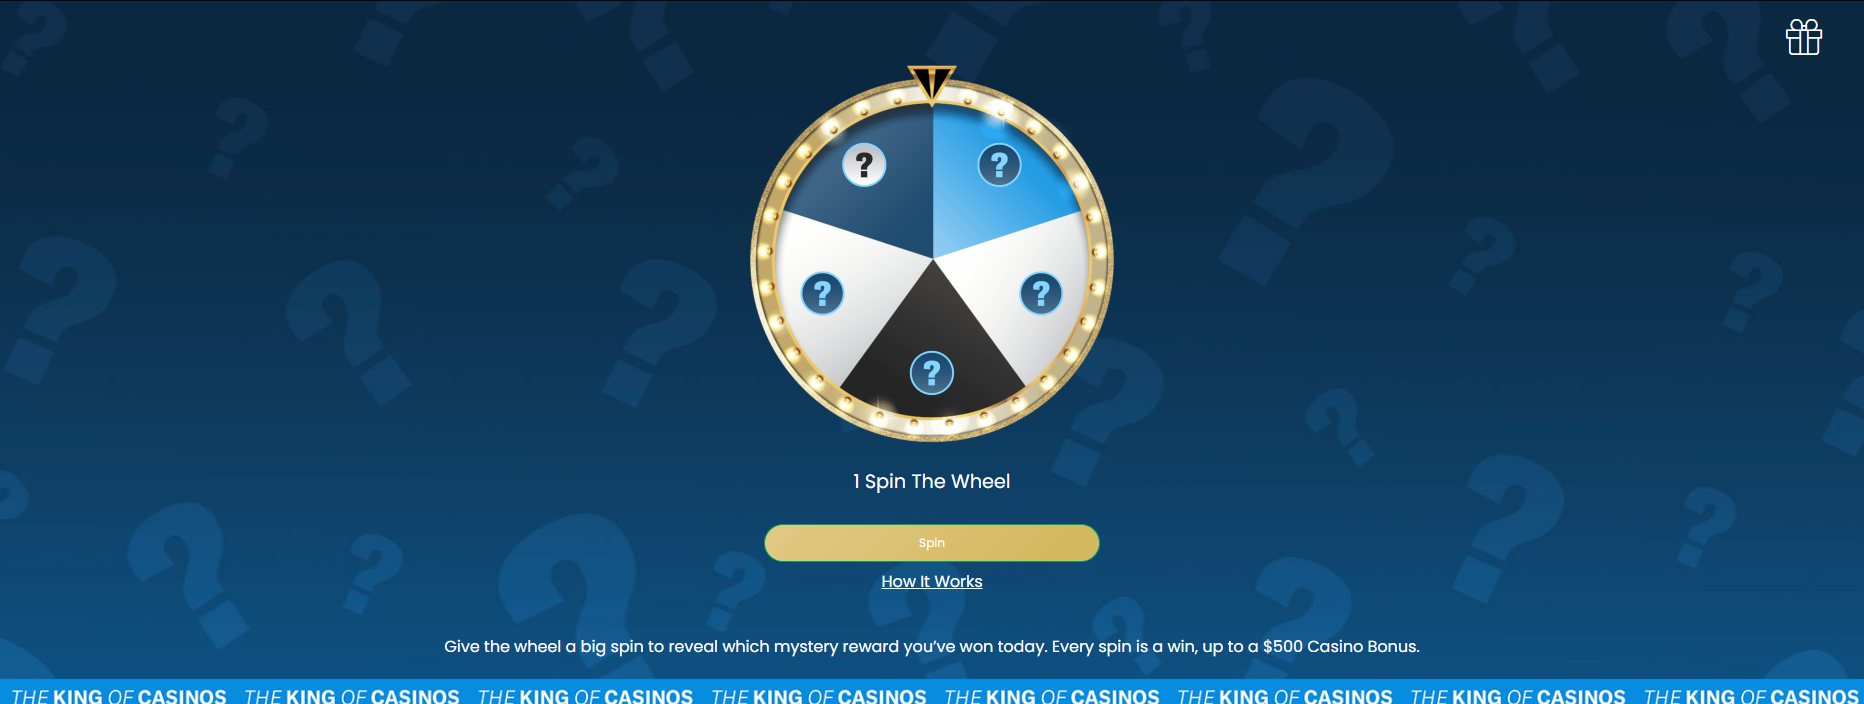 ?
?
?
?
?
1 Spin The Wheel
Spin
How It Works
Give the wheel a big spin to reveal which mystery reward you’ve won today. Every spin is a win, up to a $500 Casino Bonus.
THE KING OF CASINOS THE KING OF CASINOS THE KING OF CASINOS THE KING OF CASINOS THE KING OF CASINOS THE KING OF CASINOS THE KING OF CASINOS THE KING OF CASINOS